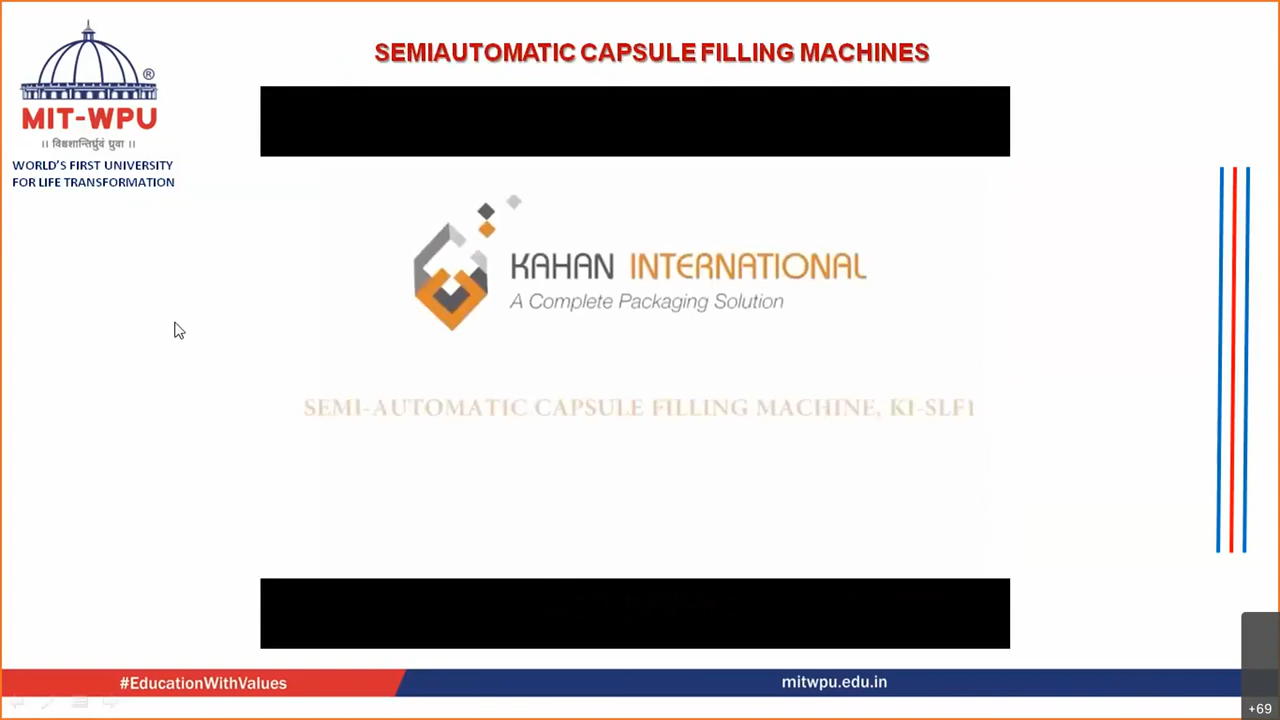 SEMIAUTOMATIC CAPSULE FILLING MACHINES
®
MIT-WPU
।। विश्वशान्तिर्ध्रुवं ध्रुवा ।।
WORLD'S FIRST UNIVERSITY
FOR LIFE TRANSFORMATION
KAHAN INTERNATIONAL
A Complete Packaging Solution
SEMI-AUTOMATIC CAPSULE FILLING MACHINE, KI-SLF1
#EducationWithValues
mitwpu.edu.in
+69